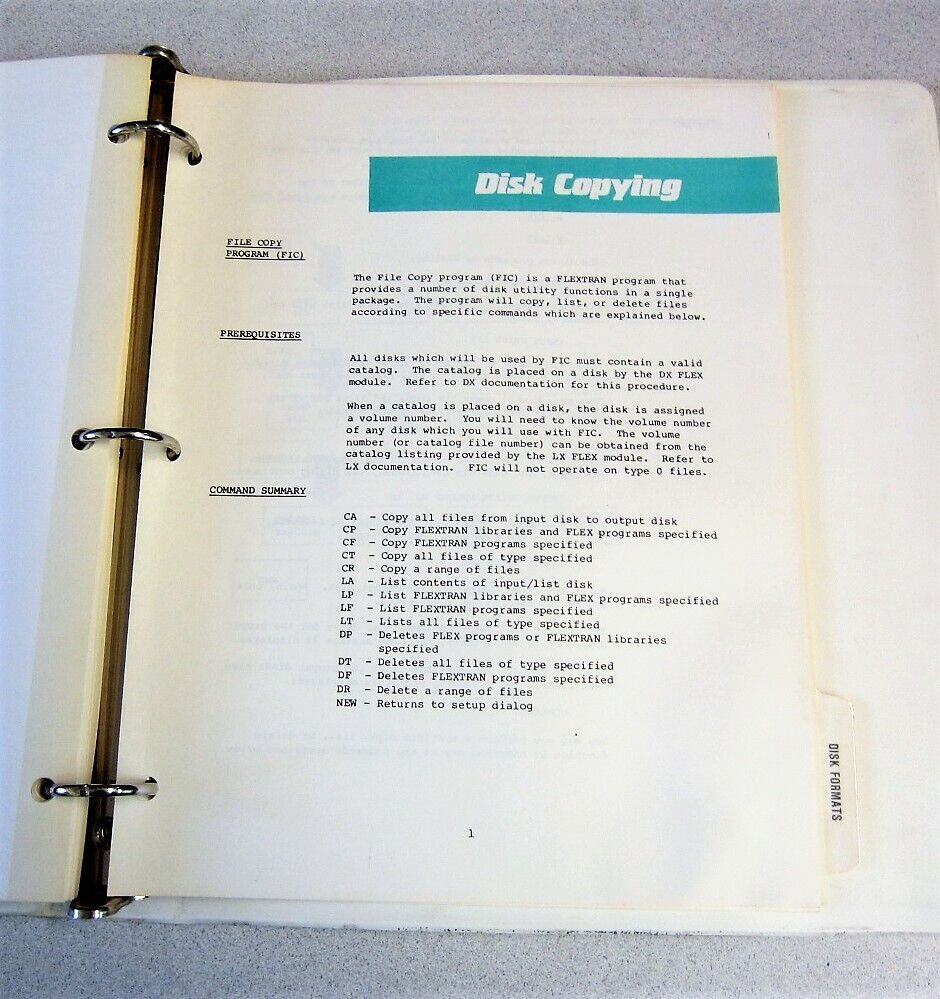 Disk Copying
FILE COPY
PROGRAM (FIC)
The File Copy program (FIC) is a FLEXTRAN program that
provides a number of disk utility functions in a single
package. The program will copy, list, or delete files
according to specific commands which are explained below.
PREREQUISITES
All disks which will be used by FIC must contain a valid
catalog. The catalog is placed on a disk by the DX FLEX
module. Refer to DX documentation for this procedure.
When a catalog is placed on a disk, the disk is assigned
a volume number. You will need to know the volume number
of any disk which you will use with FIC. The volume
number (or catalog file number) can be obtained from the
catalog listing provided by the LX FLEX module. Refer to
LX documentation. FIC will not operate on type 0 files.
COMMAND SUMMARY
CA - Copy all files from input disk to output disk
CP - Copy FLEXTRAN libraries and FLEX programs specified
CF - Copy FLEXTRAN programs specified
CT - Copy all files of type specified
CR - Copy a range of files
LA - List contents of input/list disk
LP - List FLEXTRAN libraries and FLEX programs specified
LF - List FLEXTRAN programs specified
LT - Lists all files of type specified
DP - Deletes FLEX programs or FLEXTRAN libraries
specified
DT - Deletes all files of type specified
DF - Deletes FLEXTRAN programs specified
DR - Delete a range of files
NEW - Returns to setup dialog
DISK FORMATS
1